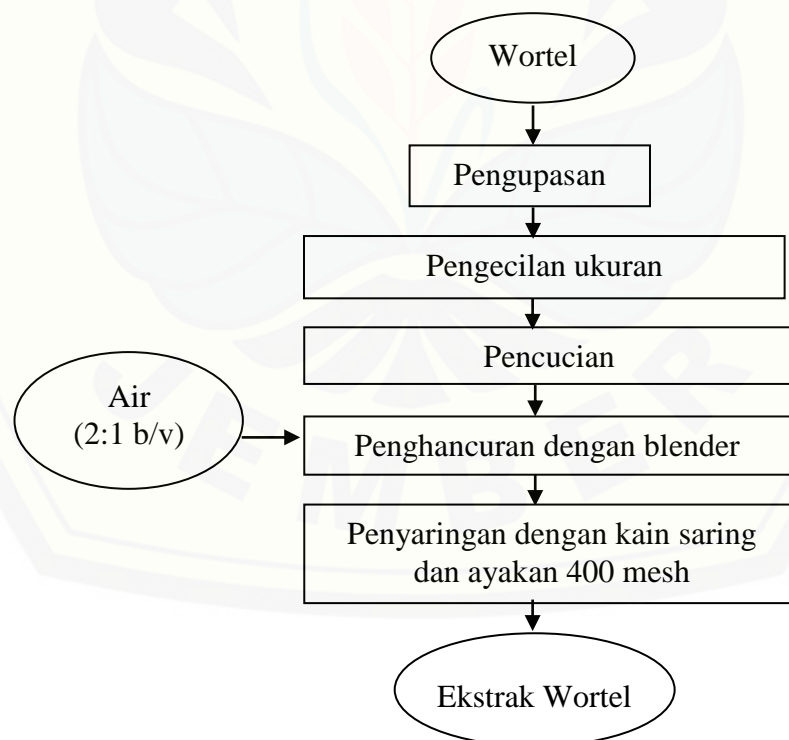 Wortel
Pengupasan
Pengecilan ukuran
Pencucian
Air
(2:1 b/v)
Penghancuran dengan blender
Penyaringan dengan kain saring
dan ayakan 400 mesh
Ekstrak Wortel
JEMBER